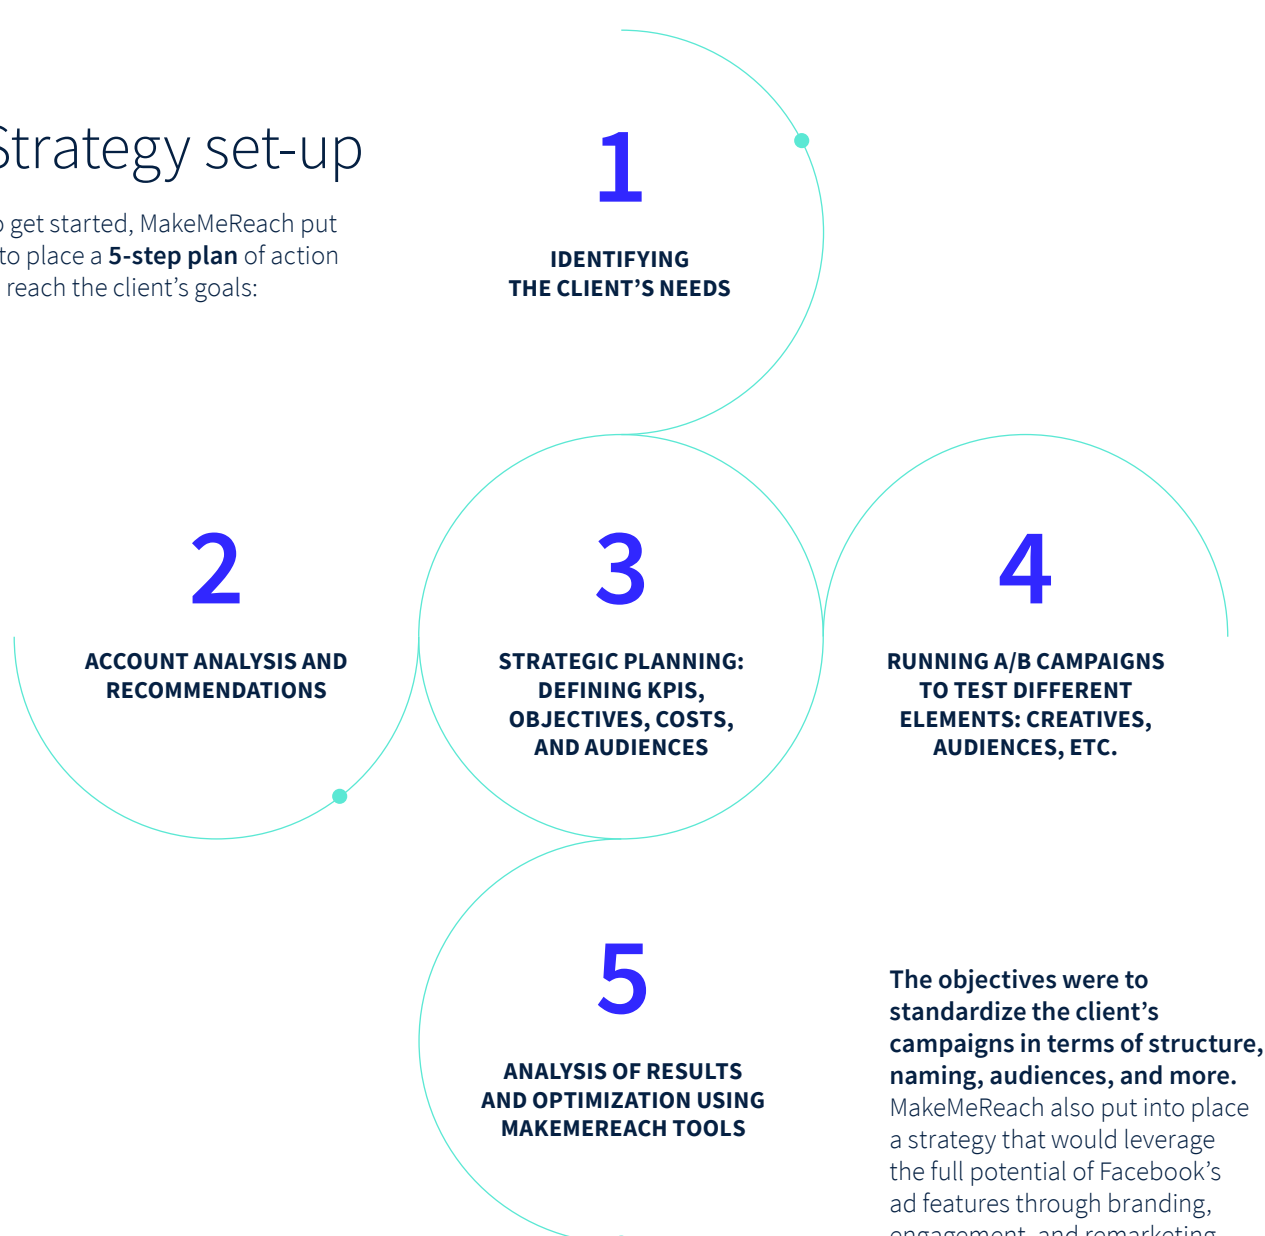 Strategy set-up
get started, MakeMeReach put
to place a 5-step plan of action
reach the client's goals:
1
IDENTIFYING
THE CLIENT'S NEEDS
2
ACCOUNT ANALYSIS AND
RECOMMENDATIONS
3
STRATEGIC PLANNING:
DEFINING KPIS,
OBJECTIVES, COSTS,
AND AUDIENCES
4
RUNNING A/B CAMPAIGNS
TO TEST DIFFERENT
ELEMENTS: CREATIVES,
AUDIENCES, ETC.
5
ANALYSIS OF RESULTS
AND OPTIMIZATION USING
MAKEMEREACH TOOLS
The objectives were to
standardize the client's
campaigns in terms of structure,
naming, audiences, and more.
MakeMeReach also put into place
a strategy that would leverage
the full potential of Facebook's
ad features through branding,
engagement, and remarketing